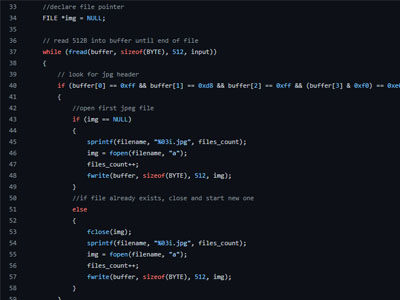 33 //declare file pointer
34 FILE *img = NULL;
35
36 // read 512B into buffer until end of file
37 while (fread(buffer, sizeof(BYTE), 512, input))
38 {
39 // look for jpg header
40 if (buffer[0] == 0xff && buffer[1] == 0xd8 && buffer[2] == 0xff && (buffer[3] & 0xf0) == 0xe
41 {
42 //open first jpeg file
43 if (img == NULL)
44 {
45 sprintf(filename, "%03i.jpg", files_count);
46 img = fopen(filename, "a");
47 files_count++;
48 fwrite(buffer, sizeof(BYTE), 512, img);
49 }
50 //if file already exists, close and start new one
51 else
52 {
53 fclose(img);
54 sprintf(filename, "%03i.jpg", files_count);
55 img = fopen(filename, "a");
56 files_count++;
57 fwrite(buffer, sizeof(BYTE), 512, img);
58 }
59 }